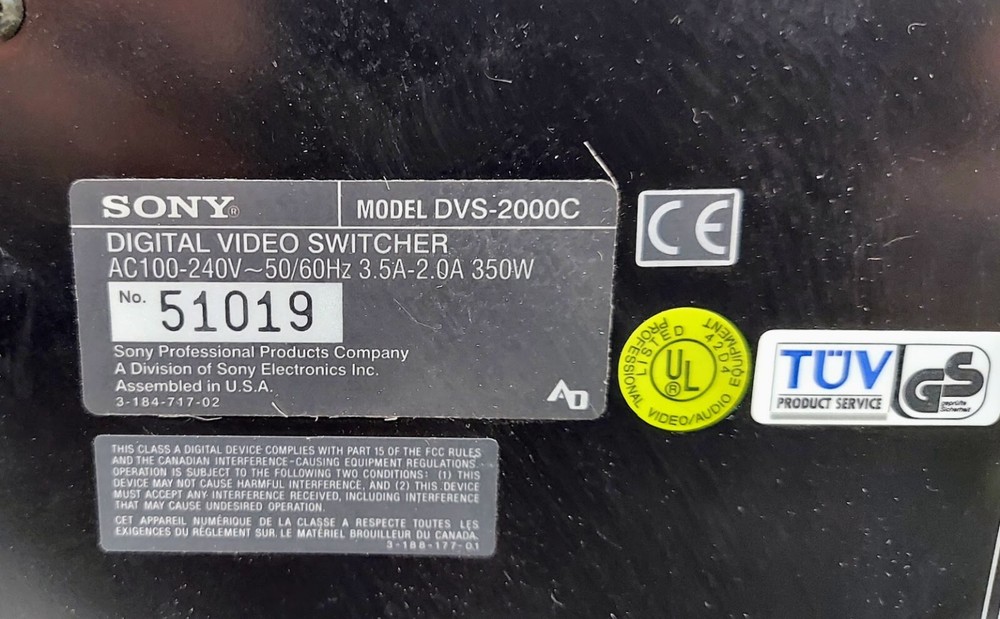 SONY®
MODEL DVS-2000C
DIGITAL VIDEO SWITCHER
AC100-240V~50/60Hz 3.5A-2.0A 350W
No. 51019
Sony Professional Products Company
A Division of Sony Electronics Inc.
Assembled in U.S.A.
3-184-717-02
AD
CE
LISTED 42D4
UL®
PROFESSIONAL VIDEO/AUDIO EQUIPMENT
TÜV
PRODUCT SERVICE
GS
geprüfte
Sicherheit
THIS CLASS A DIGITAL DEVICE COMPLIES WITH PART 15 OF THE FCC RULES
AND THE CANADIAN INTERFERENCE-CAUSING EQUIPMENT REGULATIONS.
OPERATION IS SUBJECT TO THE FOLLOWING TWO CONDITIONS: (1) THIS
DEVICE MAY NOT CAUSE HARMFUL INTERFERENCE, AND (2) THIS DEVICE
MUST ACCEPT ANY INTERFERENCE RECEIVED, INCLUDING INTERFERENCE
THAT MAY CAUSE UNDESIRED OPERATION.
CET APPAREIL NUMÉRIQUE DE LA CLASSE A RESPECTE TOUTES LES
EXIGENCES DU RÈGLEMENT SUR LE MATÉRIEL BROUILLEUR DU CANADA.
3-188-177-01